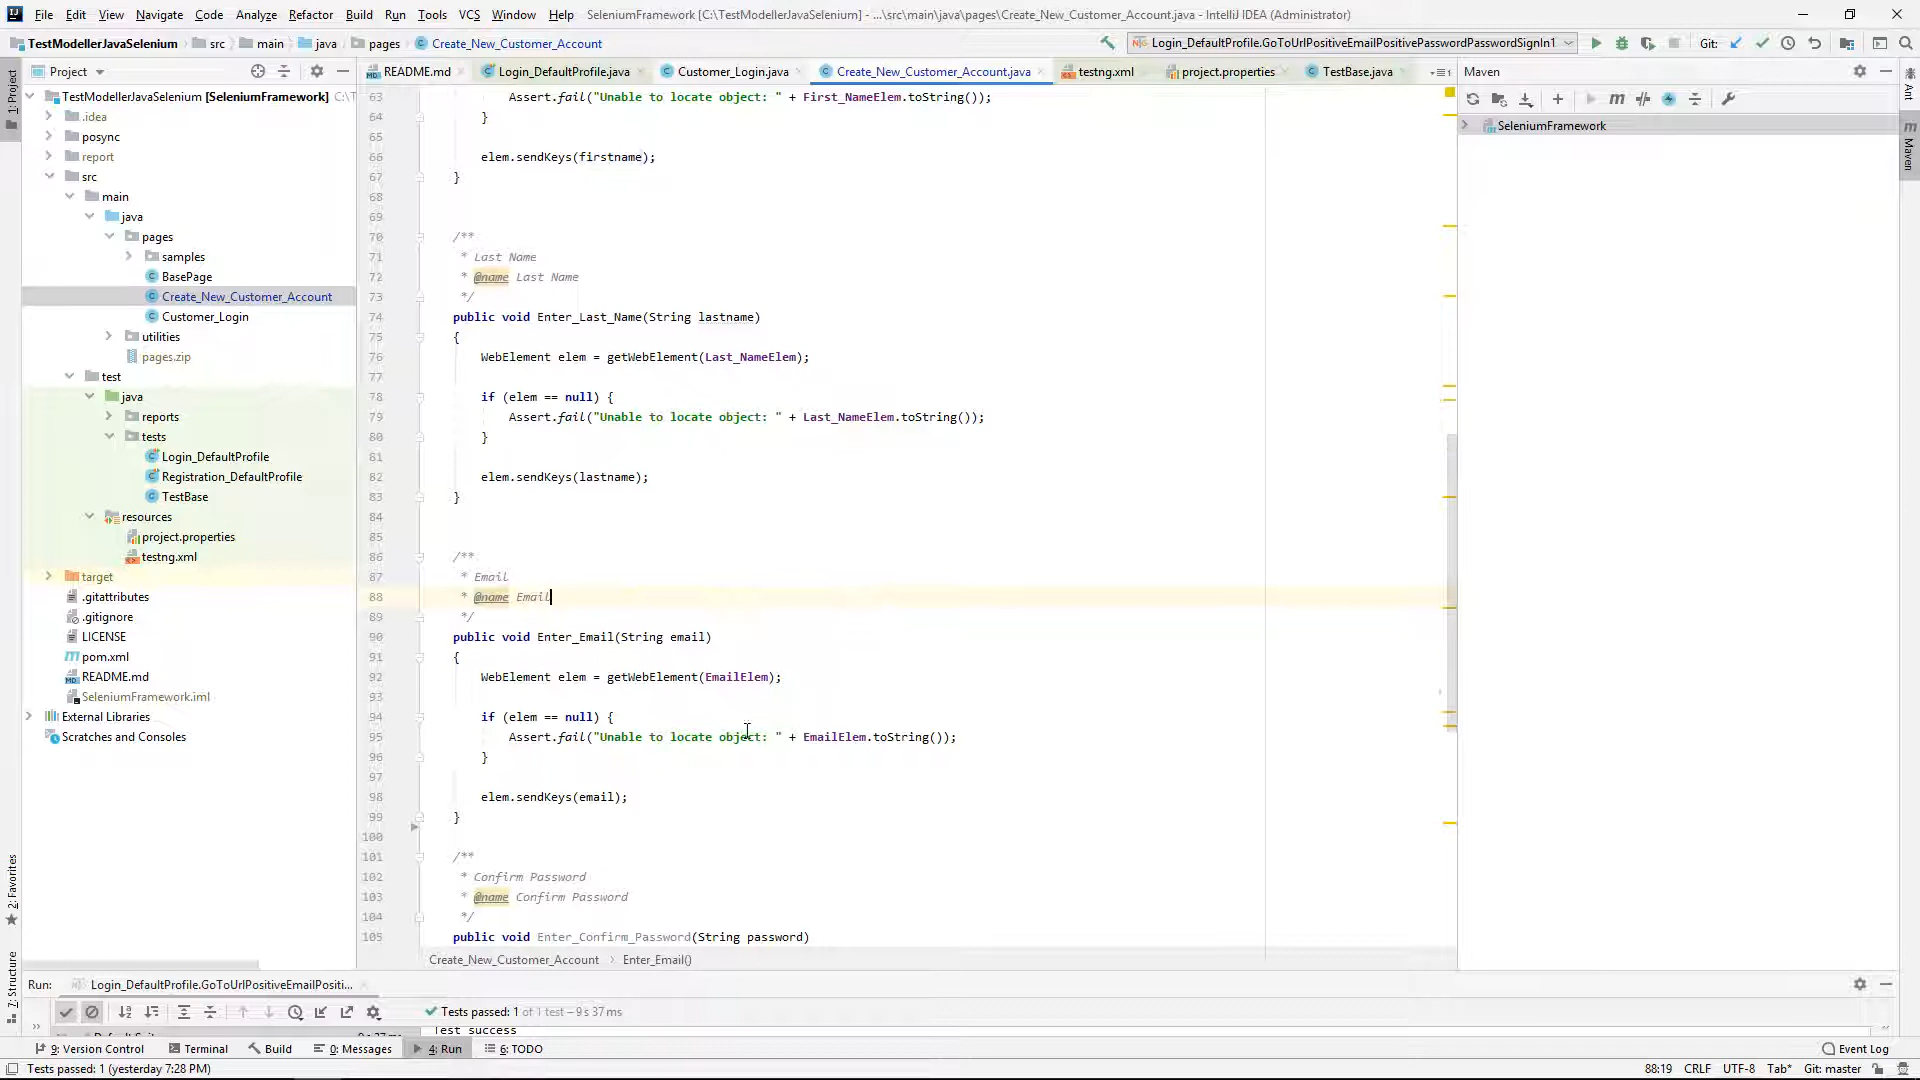 File Edit View Navigate Code Analyze Refactor Build Run Tools VCS Window Help SeleniumFramework [C:\TestModellerJavaSelenium] - ...\src\main\java\pages\Create_New_Customer_Account.java - IntelliJ IDEA (Administrator)
TestModellerJavaSelenium src main java pages Create_New_Customer_Account Login_DefaultProfile.GoToUrlPositiveEmailPositivePasswordPasswordSignIn1 Git:
Project README.md Login_DefaultProfile.java Customer_Login.java Create_New_Customer_Account.java testng.xml project.properties TestBase.java Maven
1: Project
2: Favorites
7: Structure
TestModellerJavaSelenium [SeleniumFramework] C:\T
.idea
posync
report
src
main
java
pages
samples
BasePage
Create_New_Customer_Account
Customer_Login
utilities
pages.zip
test
java
reports
tests
Login_DefaultProfile
Registration_DefaultProfile
TestBase
resources
project.properties
testng.xml
target
.gitattributes
.gitignore
LICENSE
pom.xml
README.md
SeleniumFramework.iml
External Libraries
Scratches and Consoles
63 Assert.fail("Unable to locate object: " + First_NameElem.toString());
64 }
65
66 elem.sendKeys(firstname);
67 }
68
69
70 /**
71 * Last Name
72 * @name Last Name
73 */
74 public void Enter_Last_Name(String lastname)
75 {
76 WebElement elem = getWebElement(Last_NameElem);
77
78 if (elem == null) {
79 Assert.fail("Unable to locate object: " + Last_NameElem.toString());
80 }
81
82 elem.sendKeys(lastname);
83 }
84
85
86 /**
87 * Email
88 * @name Email
89 */
90 public void Enter_Email(String email)
91 {
92 WebElement elem = getWebElement(EmailElem);
93
94 if (elem == null) {
95 Assert.fail("Unable to locate object: " + EmailElem.toString());
96 }
97
98 elem.sendKeys(email);
99 }
100
101 /**
102 * Confirm Password
103 * @name Confirm Password
104 */
105 public void Enter_Confirm_Password(String password)
Create_New_Customer_Account Enter_Email()
SeleniumFramework
Ant
Maven
Run: Login_DefaultProfile.GoToUrlPositiveEmailPositi...
Tests passed: 1 of 1 test – 9 s 37 ms
Test success
9: Version Control Terminal Build 0: Messages 4: Run 6: TODO Event Log
Tests passed: 1 (yesterday 7:28 PM) 88:19 CRLF UTF-8 Tab* Git: master